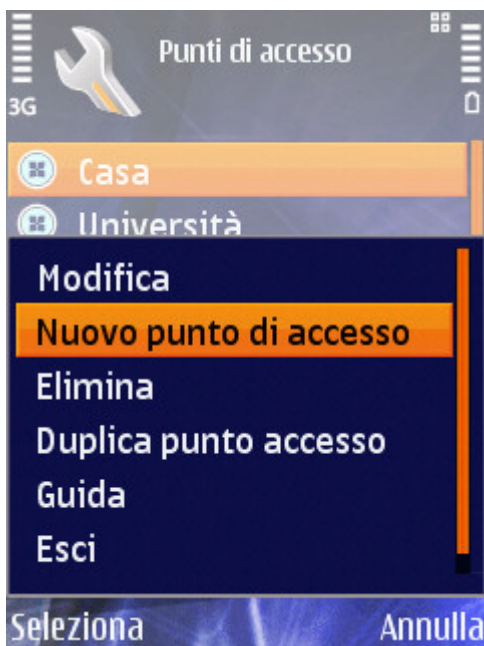 Punti di accesso
3G
Casa
Università
Modifica
Nuovo punto di accesso
Elimina
Duplica punto accesso
Guida
Esci
Seleziona Annulla